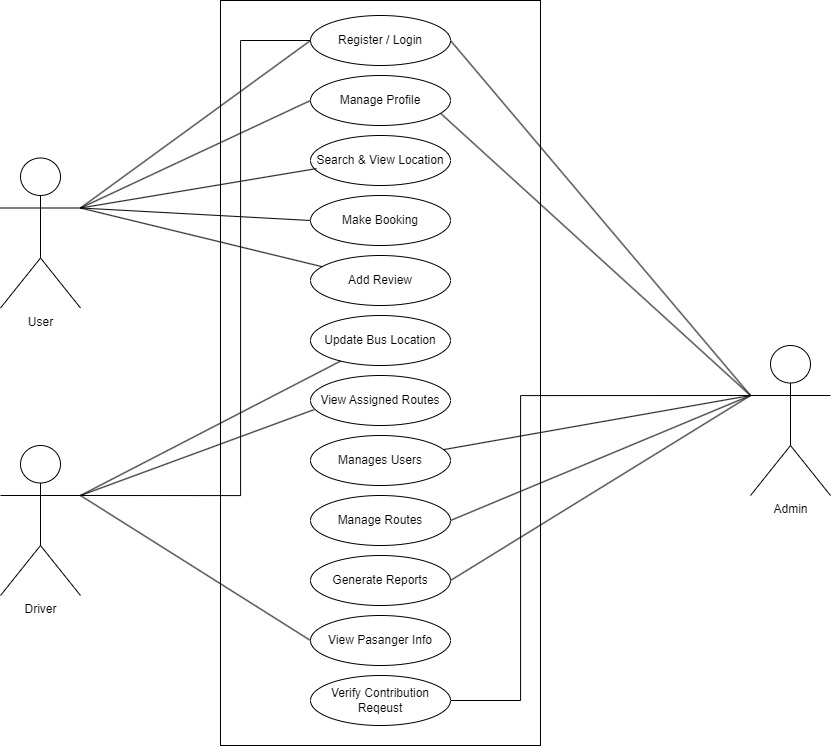 Register / Login
Manage Profile
Search & View Location
Make Booking
Add Review
User
Update Bus Location
View Assigned Routes
Manages Users
Manage Routes
Admin
Generate Reports
Driver
View Pasanger Info
Verify Contribution
Reqeust